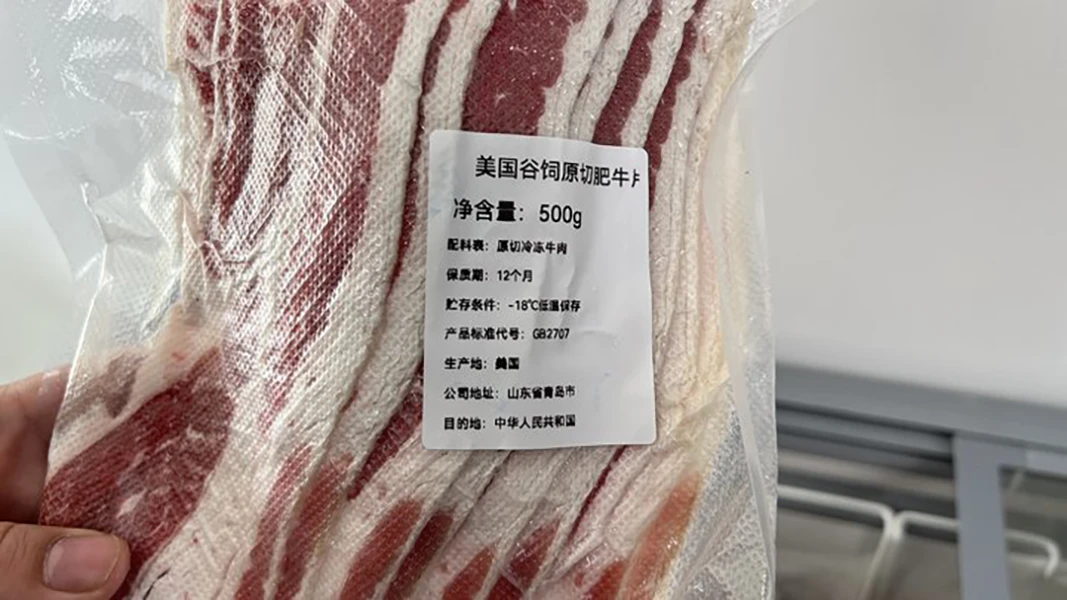 美国谷饲原切肥牛片
净含量：500g
配料表：原切冷冻牛肉
保质期：12个月
贮存条件：-18℃低温保存
产品标准代号：GB2707
生产地：美国
公司地址：山东省青岛市
目的地：中华人民共和国